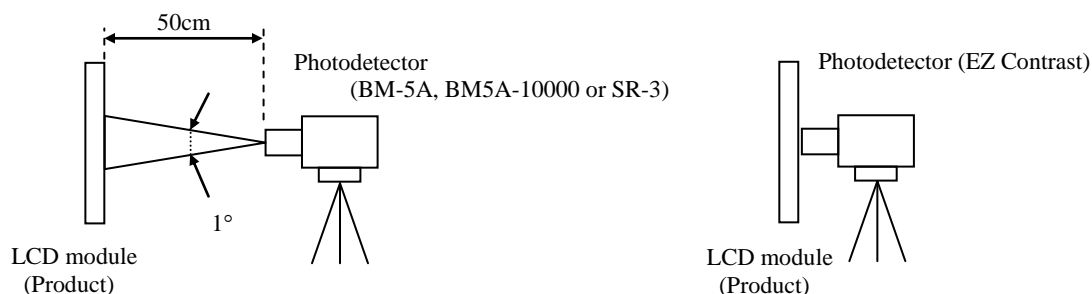 50cm
Photodetector
(BM-5A, BM5A-10000 or SR-3)
1°
LCD module
(Product)
Photodetector (EZ Contrast)
LCD module
(Product)